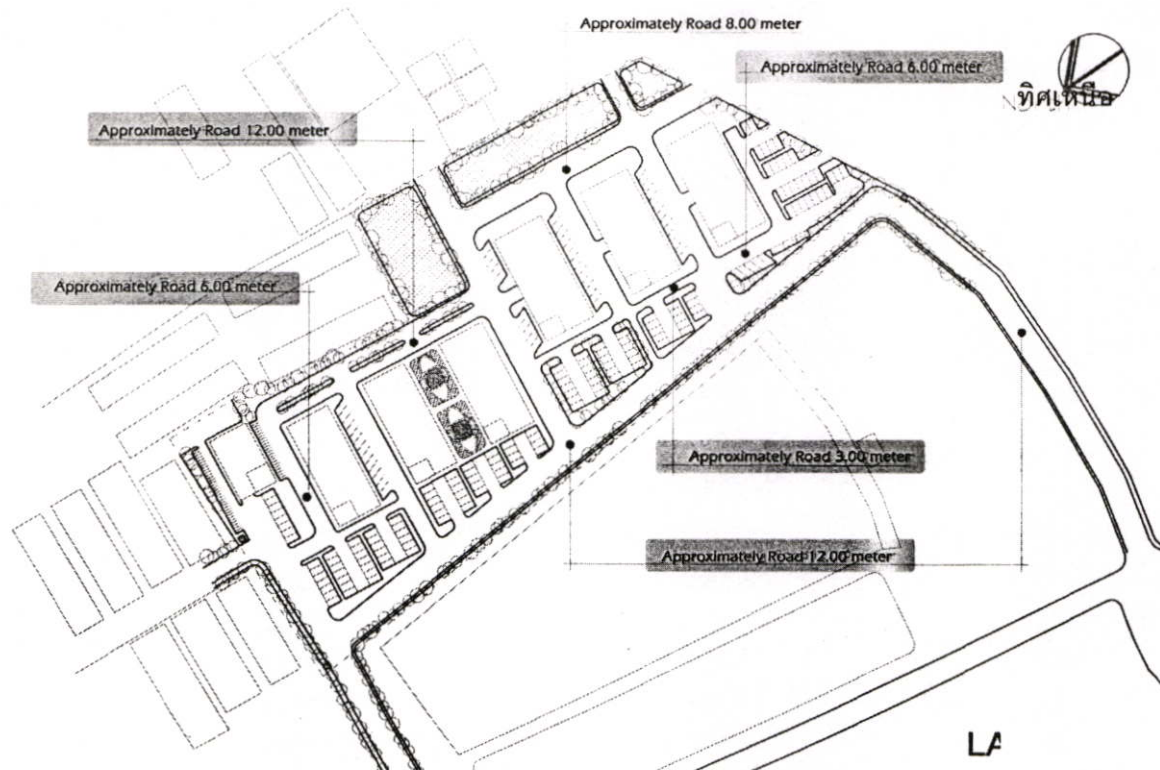 Approximately Road 8.00 meter
Approximately Road 6.00 meter
ทิศเหนือ
Approximately Road 12.00 meter
Approximately Road 6.00 meter
Approximately Road 3.00 meter
Approximately Road 12.00 meter
LA